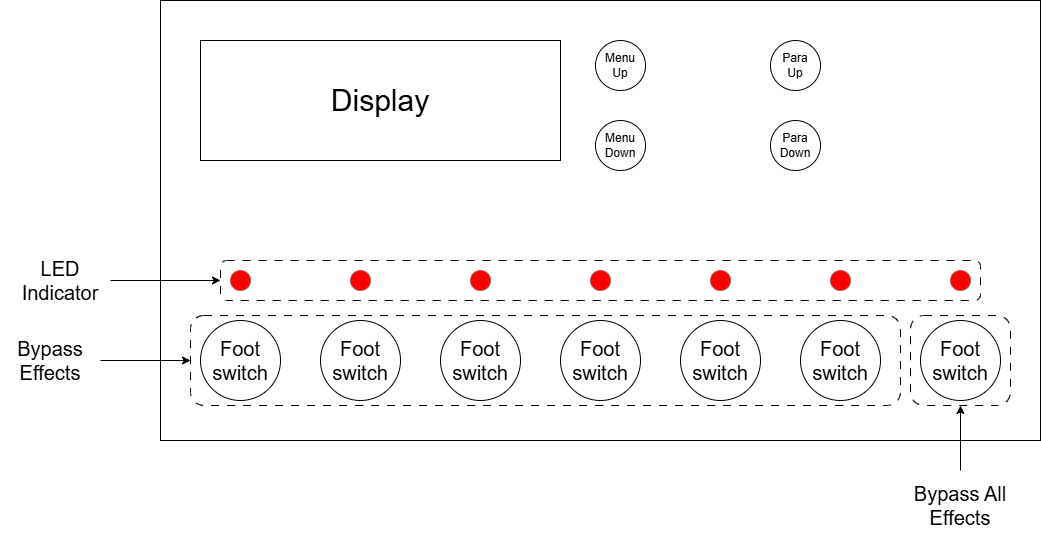 Display
Menu
Up
Para
Up
Menu
Down
Para
Down
LED
Indicator
Bypass
Effects
Foot
switch
Foot
switch
Foot
switch
Foot
switch
Foot
switch
Foot
switch
Foot
switch
Bypass All
Effects